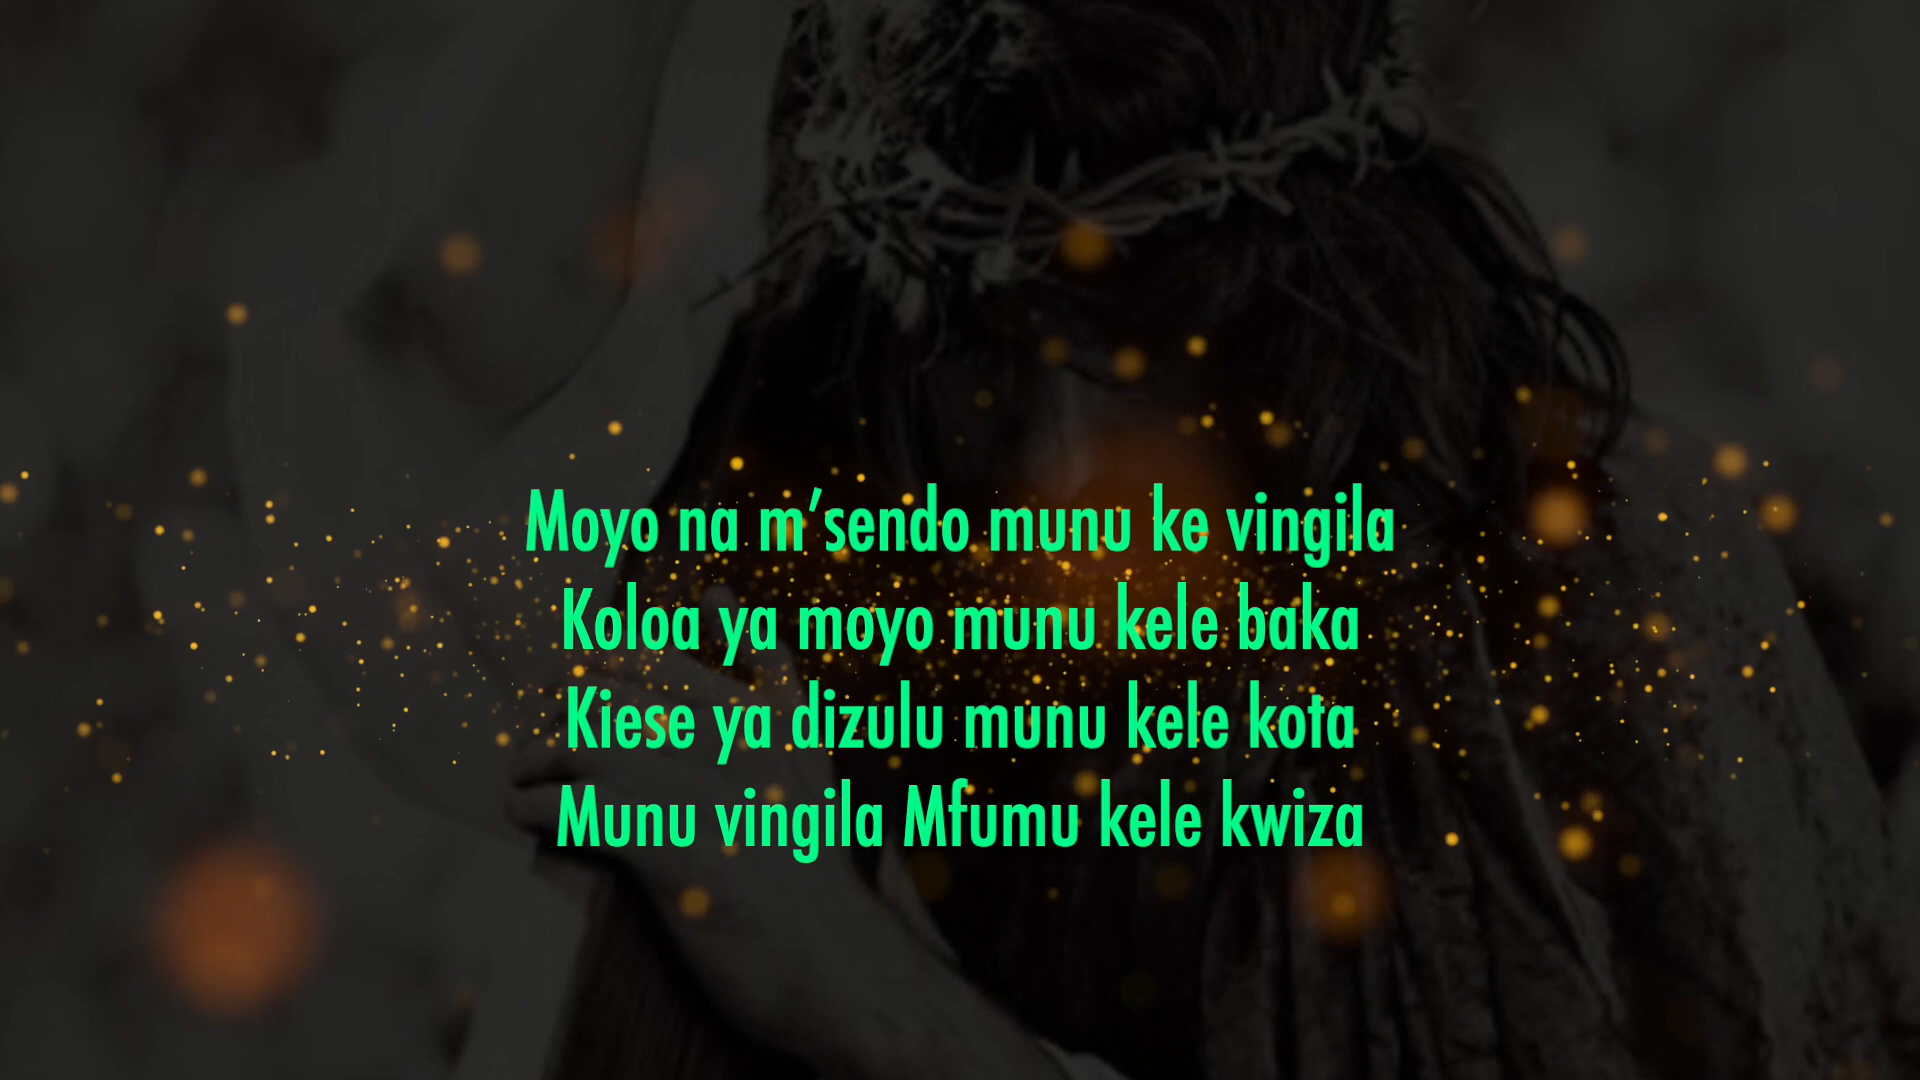 Moyo na m’sendo munu ke vingila
Koloa ya moyo munu kele baka
Kiese ya dizulu munu kele kota
Munu vingila Mfumu kele kwiza